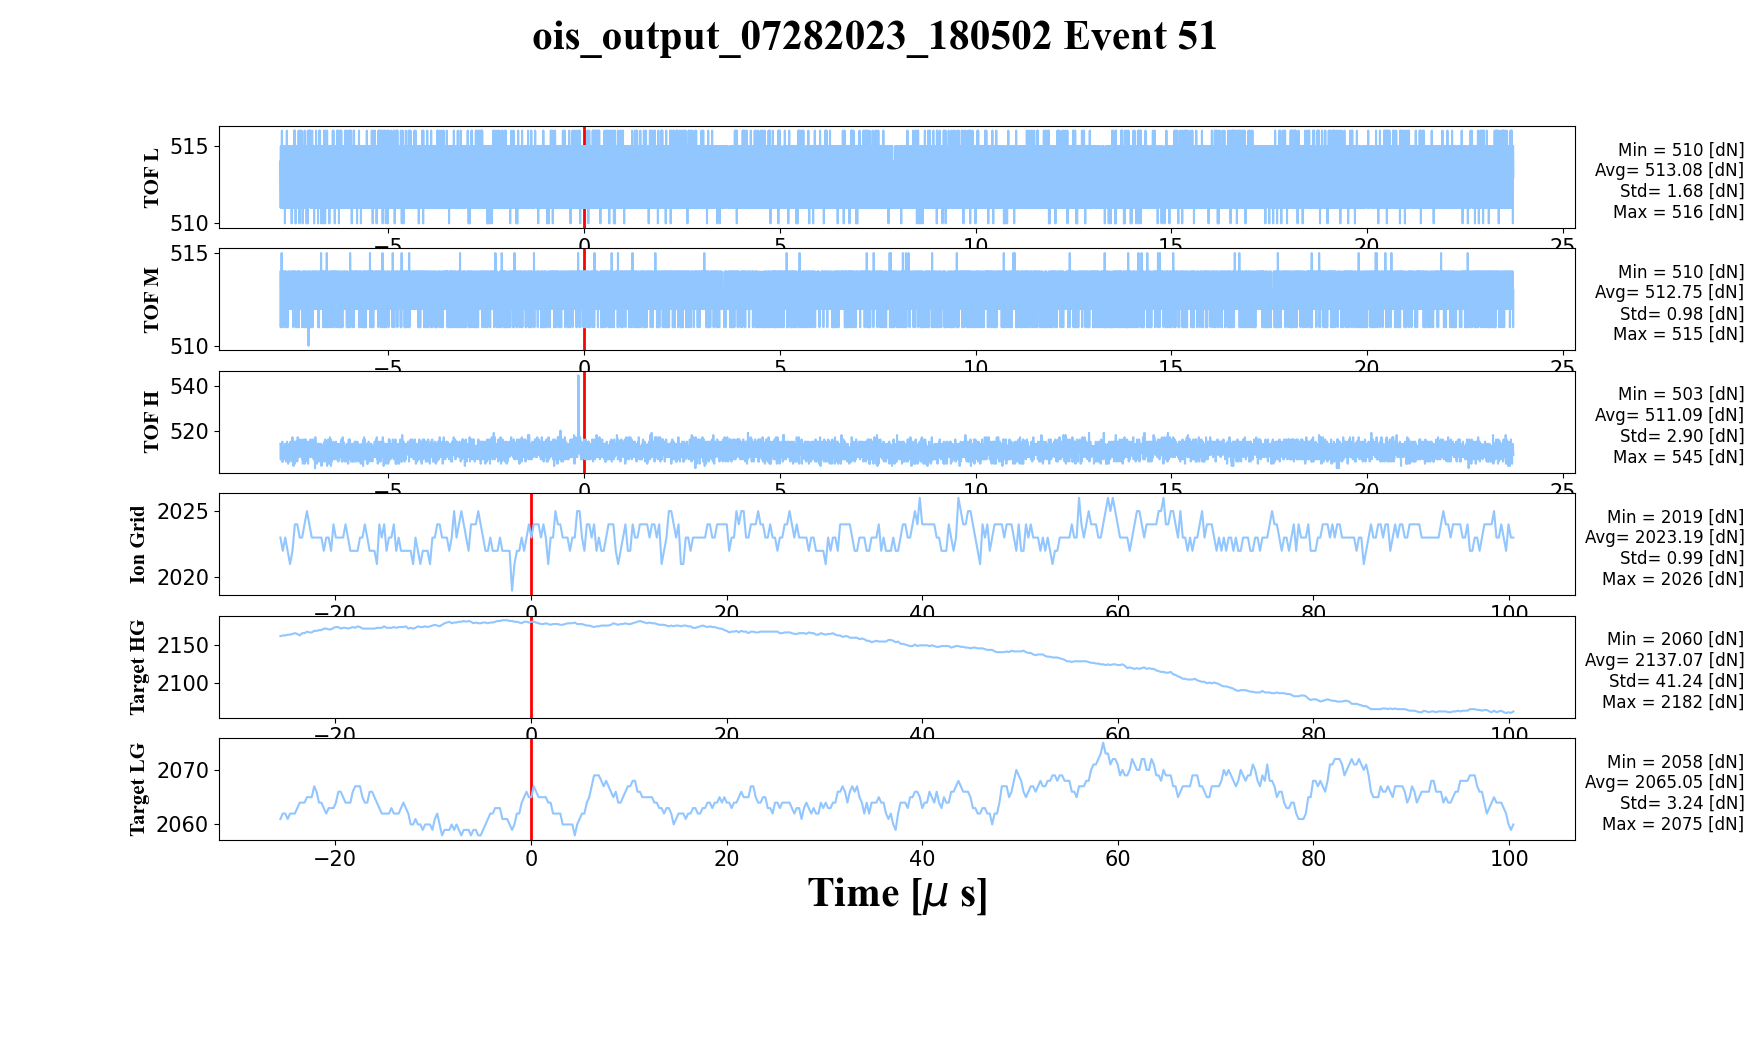 ois_output_07282023_180502 Event 51
TOF L
515
510
−5 0 5 10 15 20 25
Min = 510 [dN]
Avg= 513.08 [dN]
Std= 1.68 [dN]
Max = 516 [dN]
TOF M
515
510
−5 0 5 10 15 20 25
Min = 510 [dN]
Avg= 512.75 [dN]
Std= 0.98 [dN]
Max = 515 [dN]
TOF H
540
520
−5 0 5 10 15 20 25
Min = 503 [dN]
Avg= 511.09 [dN]
Std= 2.90 [dN]
Max = 545 [dN]
Ion Grid
2025
2020
−20 0 20 40 60 80 100
Min = 2019 [dN]
Avg= 2023.19 [dN]
Std= 0.99 [dN]
Max = 2026 [dN]
Target HG
2150
2100
−20 0 20 40 60 80 100
Min = 2060 [dN]
Avg= 2137.07 [dN]
Std= 41.24 [dN]
Max = 2182 [dN]
Target LG
2070
2060
−20 0 20 40 60 80 100
Min = 2058 [dN]
Avg= 2065.05 [dN]
Std= 3.24 [dN]
Max = 2075 [dN]
Time [μ s]